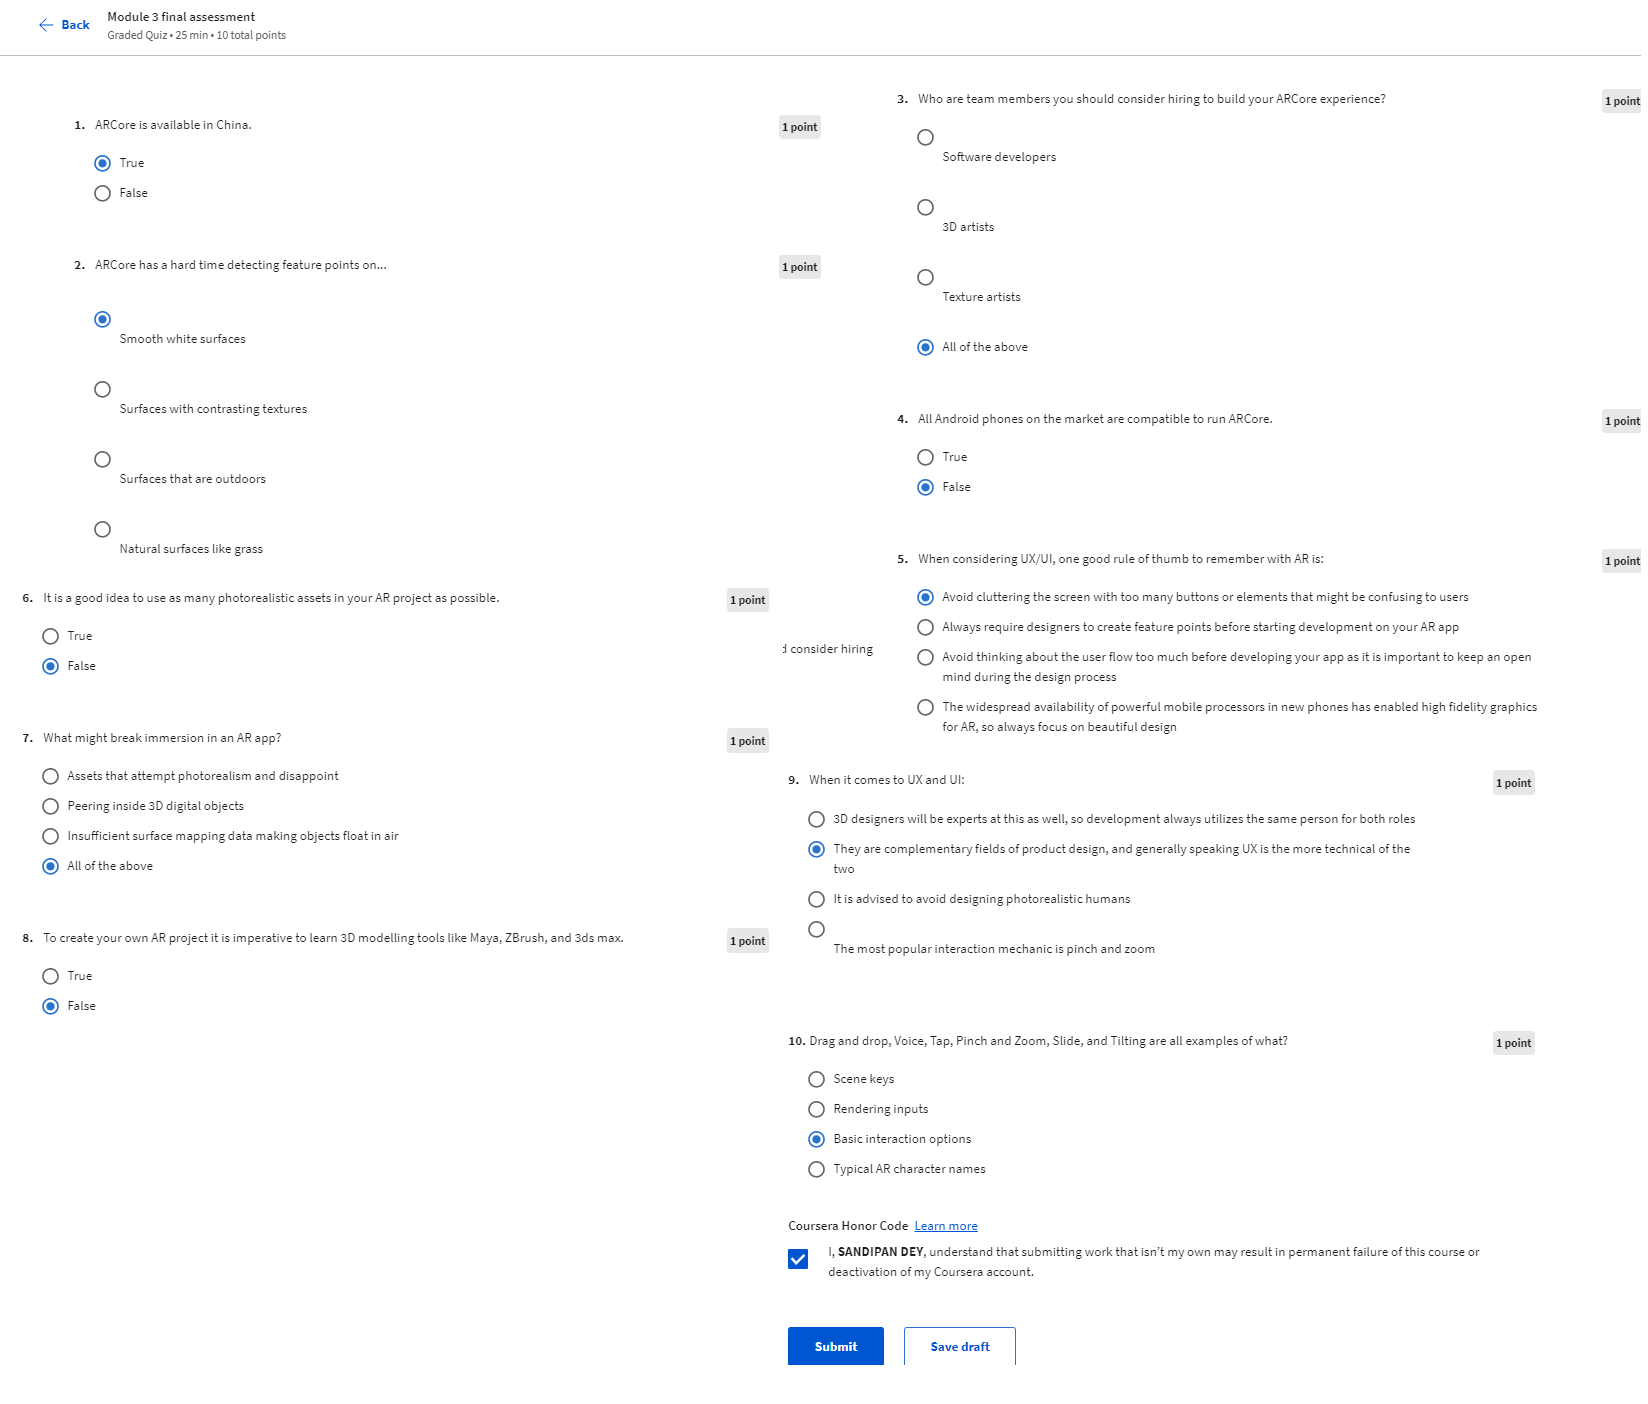 Back
Module 3 final assessment
Graded Quiz • 25 min • 10 total points
1. ARCore is available in China.
1 point
True
False
2. ARCore has a hard time detecting feature points on...
1 point
Smooth white surfaces
Surfaces with contrasting textures
Surfaces that are outdoors
Natural surfaces like grass
3. Who are team members you should consider hiring to build your ARCore experience?
1 point
Software developers
3D artists
Texture artists
All of the above
4. All Android phones on the market are compatible to run ARCore.
1 point
True
False
5. When considering UX/UI, one good rule of thumb to remember with AR is:
1 point
Avoid cluttering the screen with too many buttons or elements that might be confusing to users
Always require designers to create feature points before starting development on your AR app
Avoid thinking about the user flow too much before developing your app as it is important to keep an open
mind during the design process
The widespread availability of powerful mobile processors in new phones has enabled high fidelity graphics
for AR, so always focus on beautiful design
6. It is a good idea to use as many photorealistic assets in your AR project as possible.
1 point
True
False
consider hiring
7. What might break immersion in an AR app?
1 point
Assets that attempt photorealism and disappoint
Peering inside 3D digital objects
Insufficient surface mapping data making objects float in air
All of the above
8. To create your own AR project it is imperative to learn 3D modelling tools like Maya, ZBrush, and 3ds max.
1 point
True
False
9. When it comes to UX and UI:
1 point
3D designers will be experts at this as well, so development always utilizes the same person for both roles
They are complementary fields of product design, and generally speaking UX is the more technical of the
two
It is advised to avoid designing photorealistic humans
The most popular interaction mechanic is pinch and zoom
10. Drag and drop, Voice, Tap, Pinch and Zoom, Slide, and Tilting are all examples of what?
1 point
Scene keys
Rendering inputs
Basic interaction options
Typical AR character names
Coursera Honor Code Learn more
I, SANDIPAN DEY, understand that submitting work that isn't my own may result in permanent failure of this course or
deactivation of my Coursera account.
Submit
Save draft